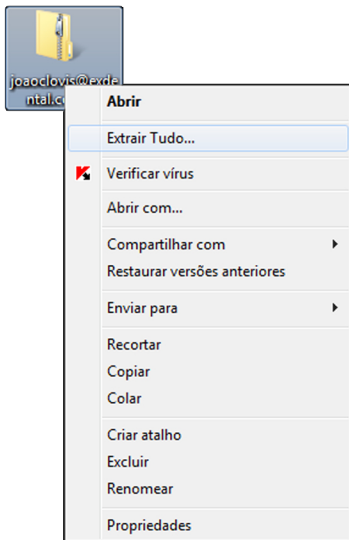 joaoclovis@exde
ntal.c
Abrir
Extrair Tudo...
Verificar vírus
Abrir com...
Compartilhar com
Restaurar versões anteriores
Enviar para
Recortar
Copiar
Colar
Criar atalho
Excluir
Renomear
Propriedades